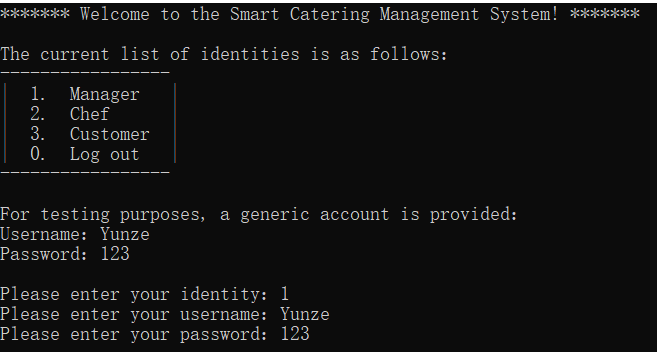 ******* Welcome to the Smart Catering Management System! *******
The current list of identities is as follows:
-----------------
| 1. Manager |
| 2. Chef |
| 3. Customer |
| 0. Log out |
-----------------
For testing purposes, a generic account is provided:
Username: Yunze
Password: 123
Please enter your identity: 1
Please enter your username: Yunze
Please enter your password: 123